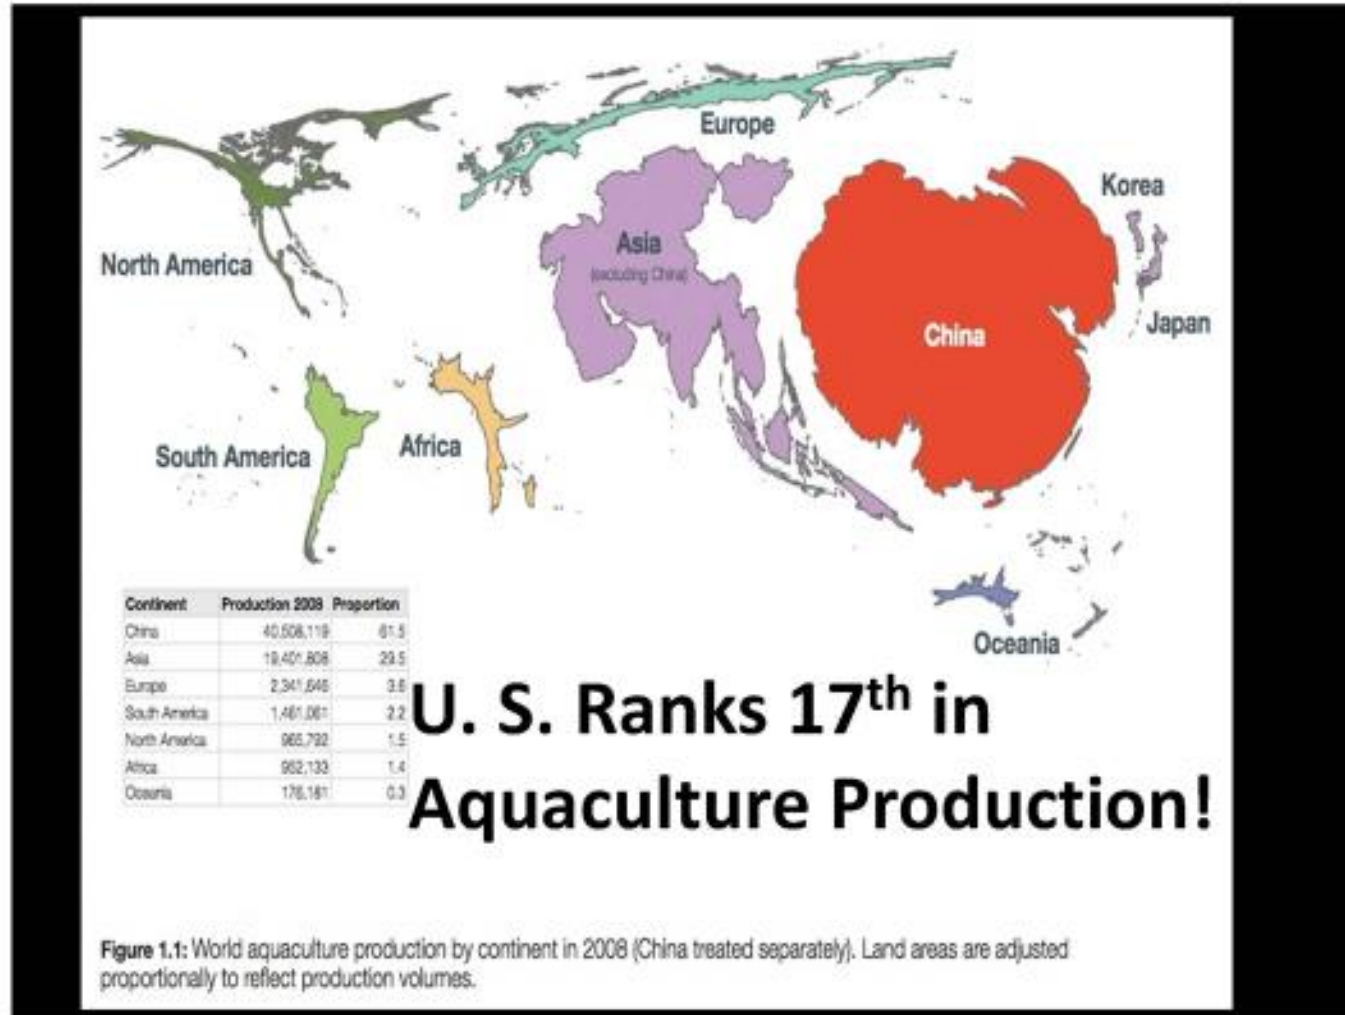 Europe
Korea
North America
Asia
(excluding China)
China
Japan
South America
Africa
Oceania
Continent Production 2008 Proportion
China 40,508,119 61.5
Asia 19,401,808 29.5
Europe 2,341,646 3.6
South America 1,461,061 2.2
North America 965,792 1.5
Africa 952,133 1.4
Oceania 176,181 0.3
U. S. Ranks 17th in
Aquaculture Production!
Figure 1.1: World aquaculture production by continent in 2008 (China treated separately). Land areas are adjusted
proportionally to reflect production volumes.